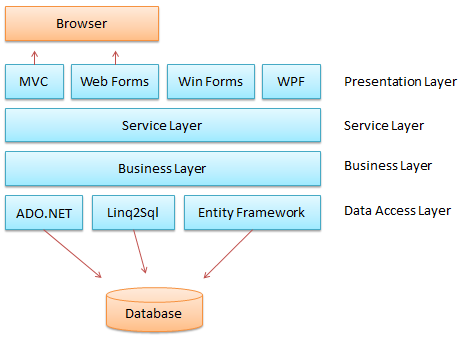 Browser
MVC Web Forms Win Forms WPF Presentation Layer
Service Layer Service Layer
Business Layer Business Layer
ADO.NET Linq2Sql Entity Framework Data Access Layer
Database